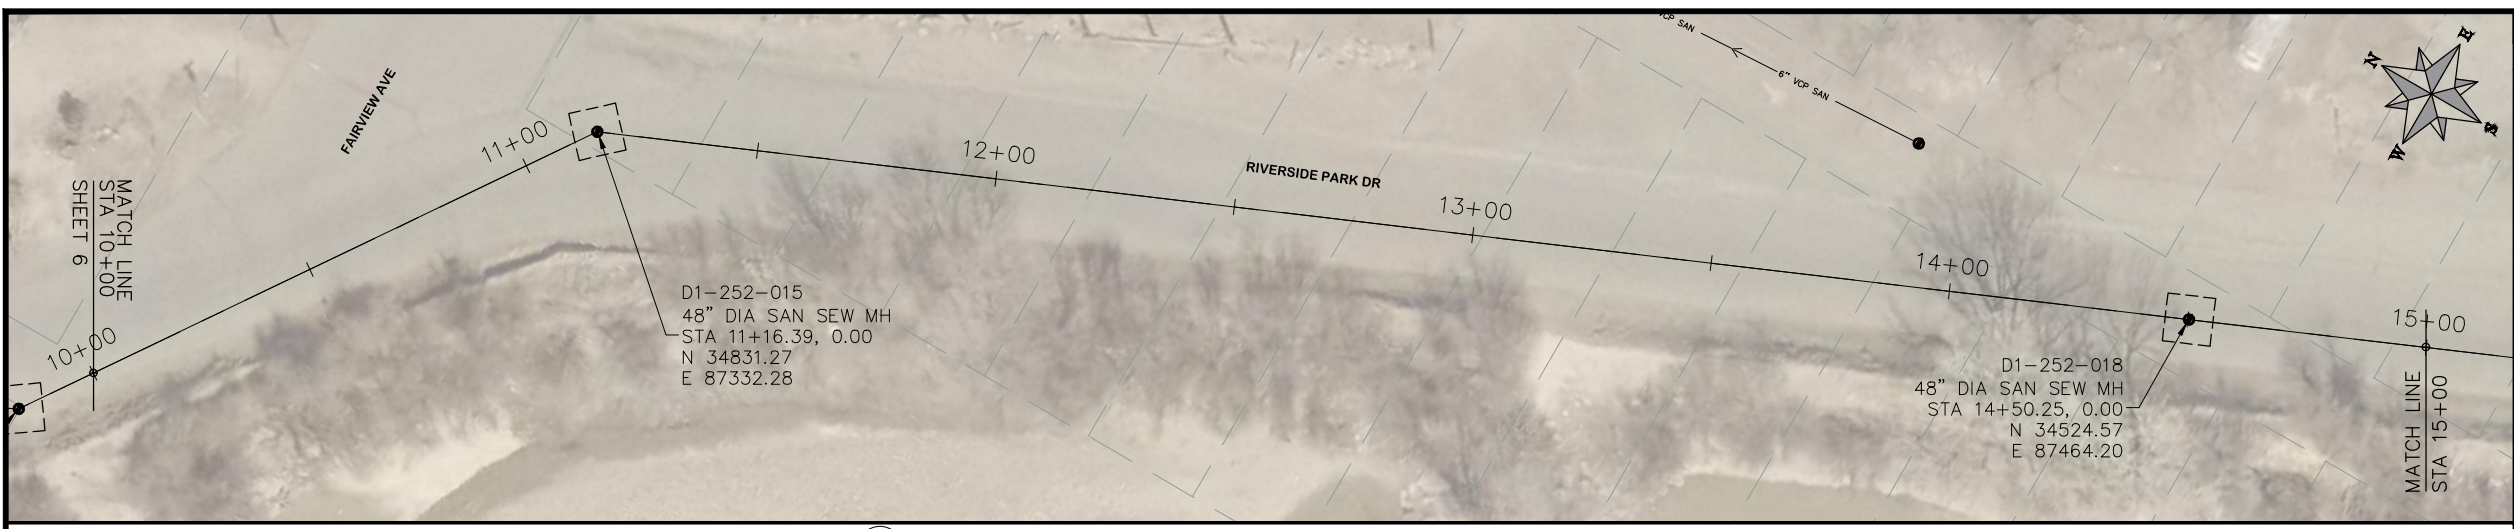 VCP SAN
6" VCP SAN
N
E
S
W
FAIRVIEW AVE
11+00
12+00
RIVERSIDE PARK DR
13+00
14+00
15+00
10+00
MATCH LINE
STA 10+00
SHEET 6
D1-252-015
48" DIA SAN SEW MH
STA 11+16.39, 0.00
N 34831.27
E 87332.28
D1-252-018
48" DIA SAN SEW MH
STA 14+50.25, 0.00
N 34524.57
E 87464.20
MATCH LINE
STA 15+00